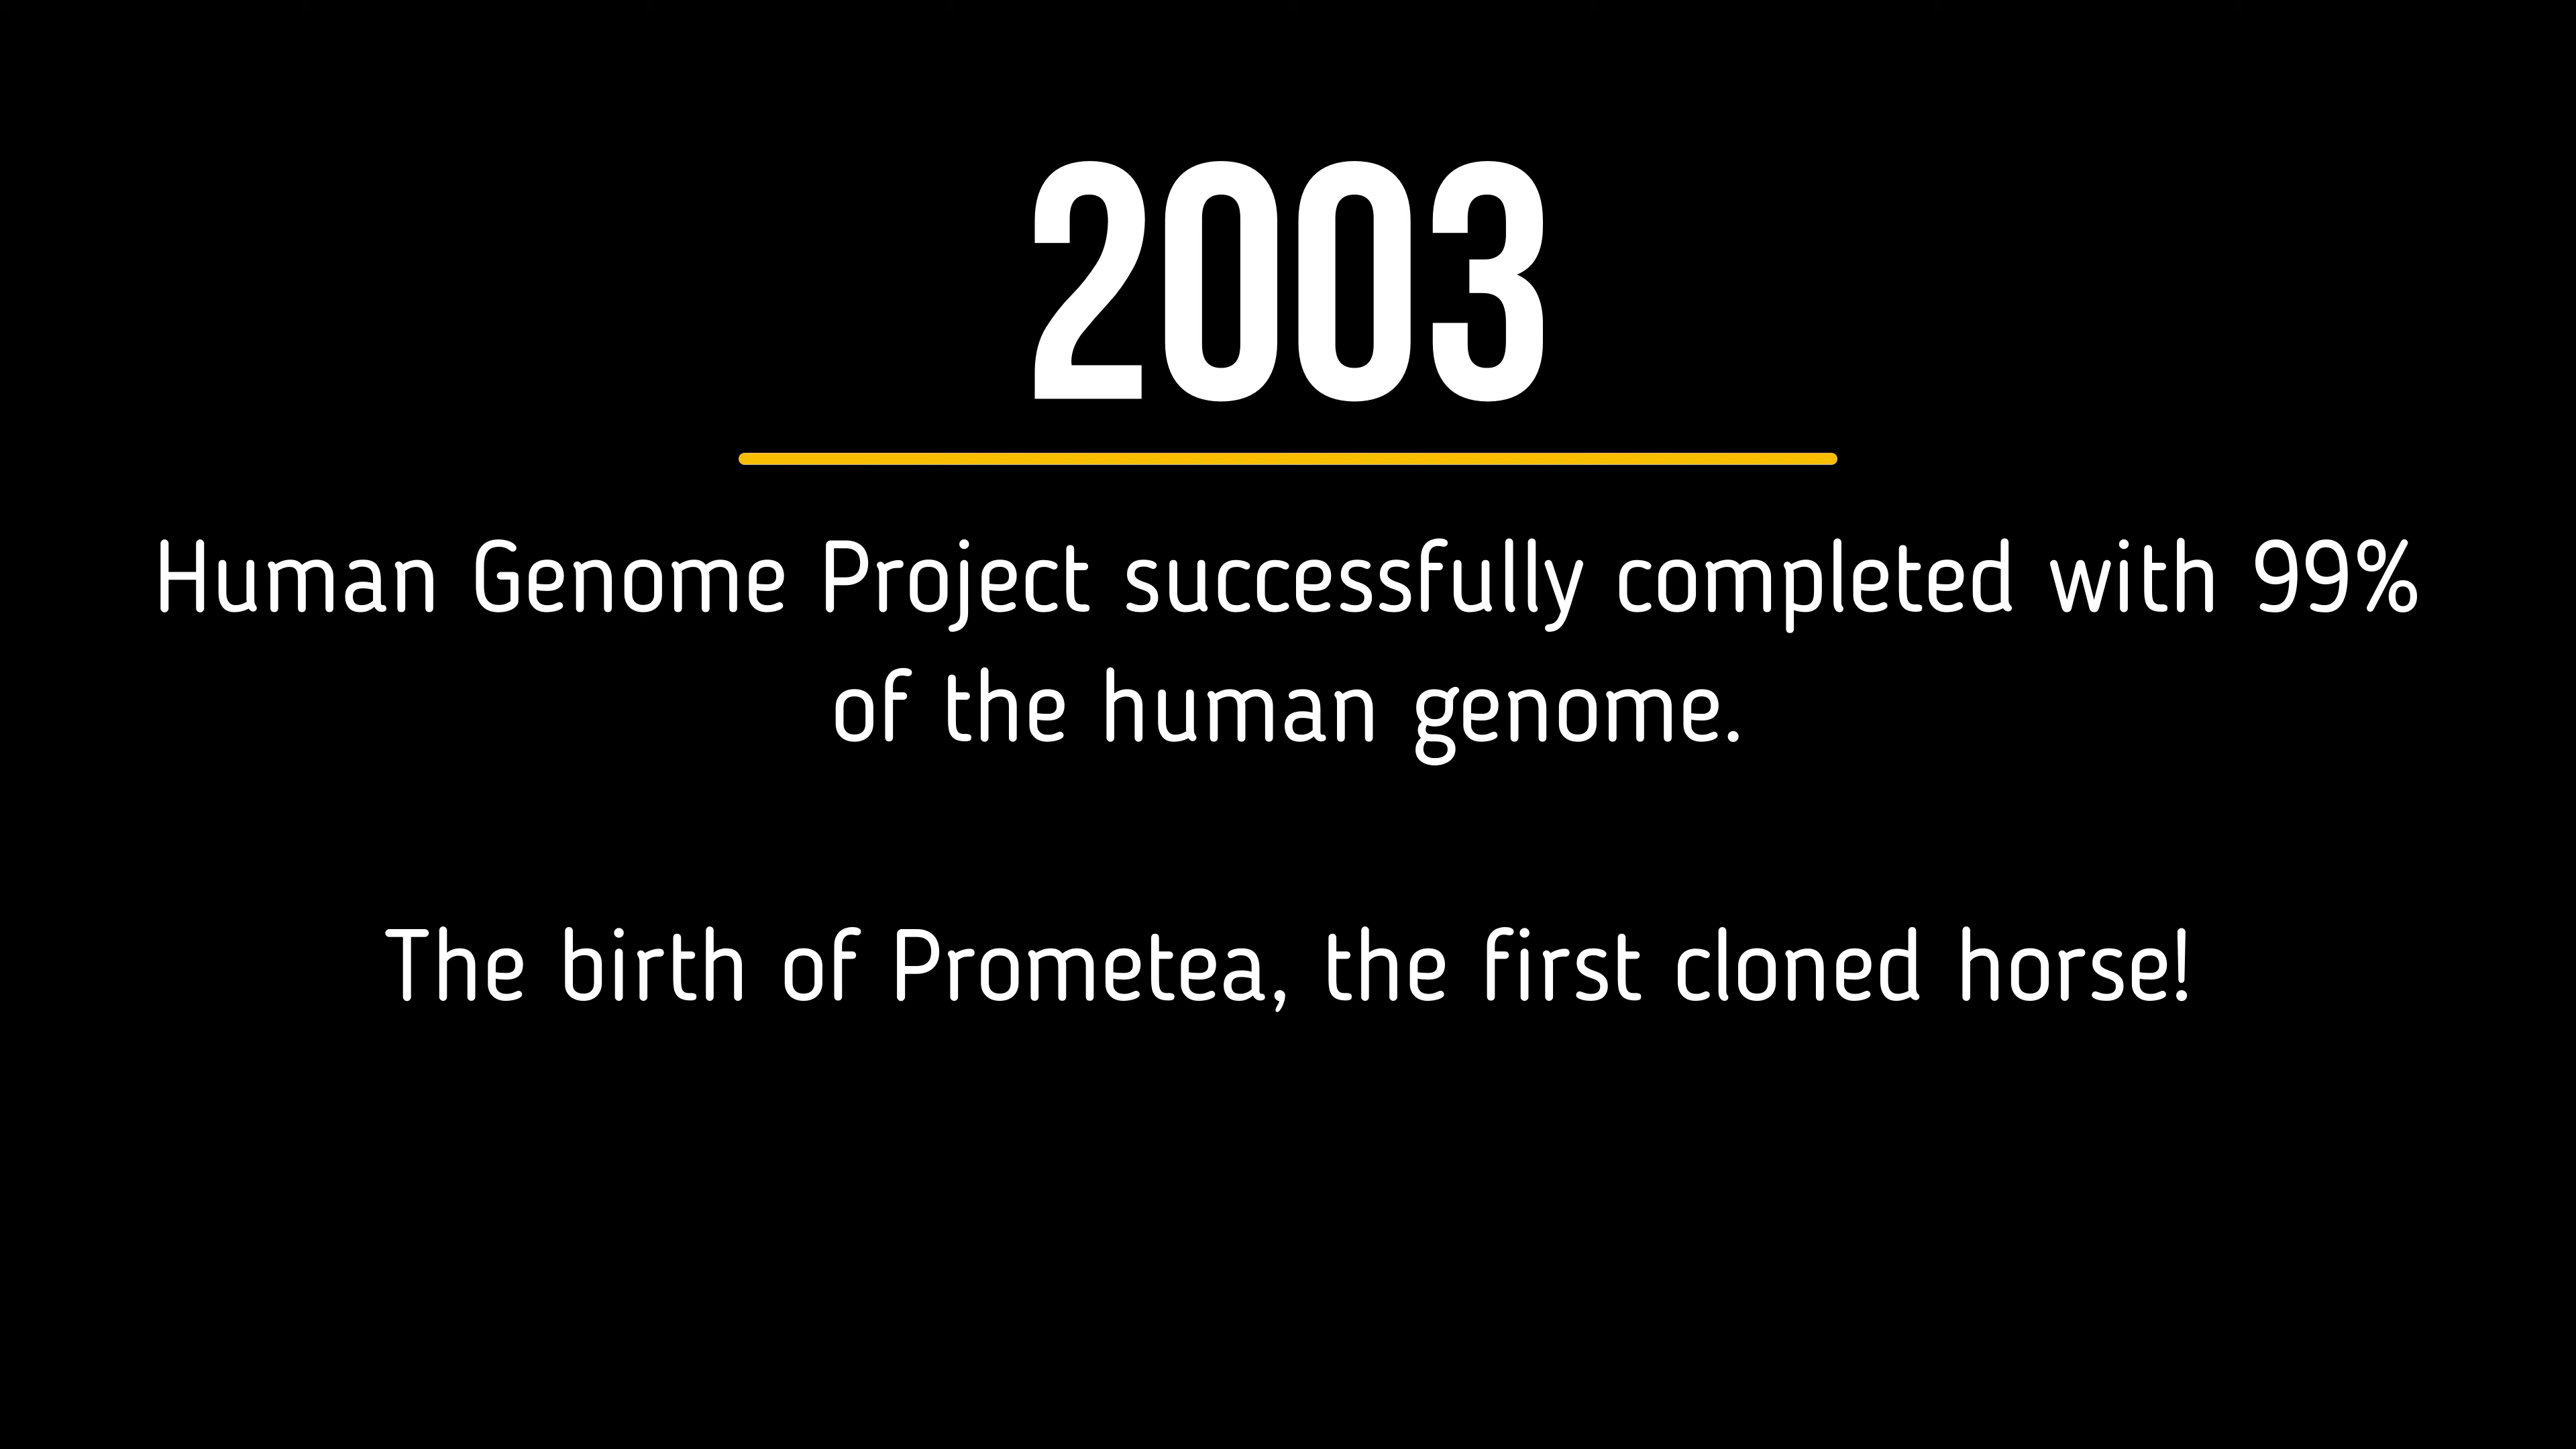 2003
Human Genome Project successfully completed with 99%
of the human genome.
The birth of Prometea, the first cloned horse!